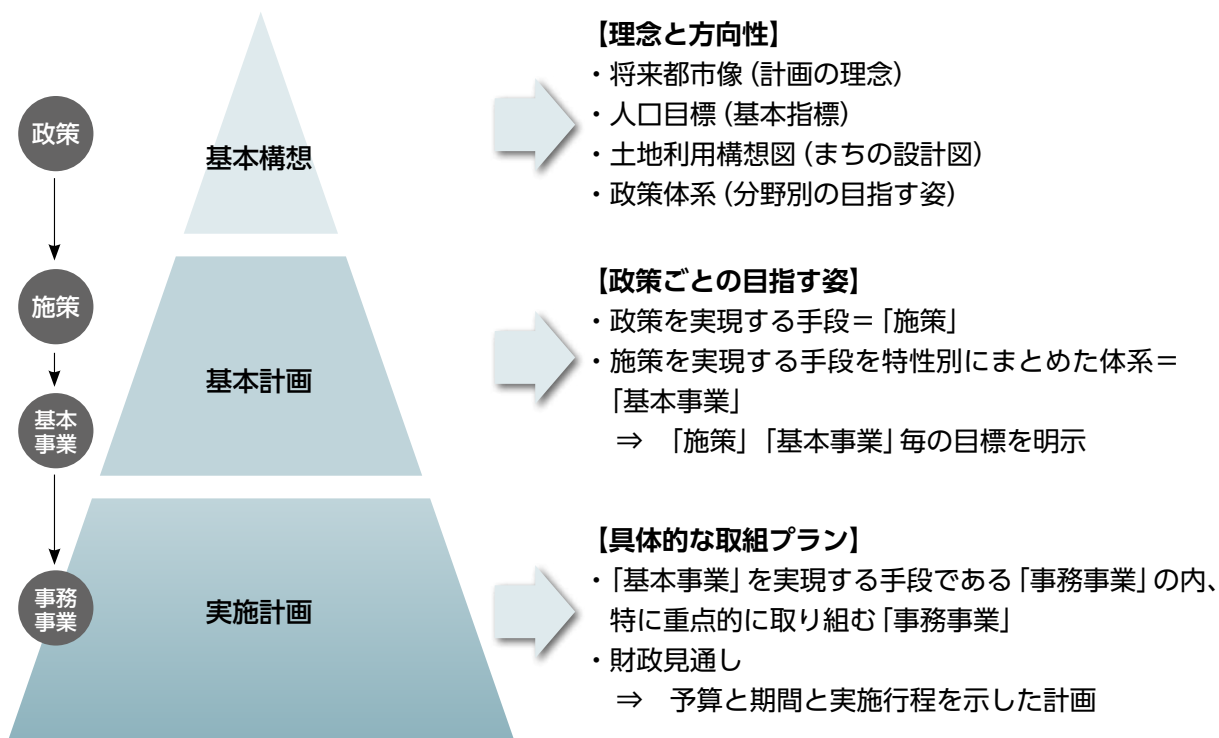 政策
施策
基本
事業
事務
事業
基本構想
基本計画
実施計画
【理念と方向性】
・将来都市像（計画の理念）
・人口目標（基本指標）
・土地利用構想図（まちの設計図）
・政策体系（分野別の目指す姿）
【政策ごとの目指す姿】
・政策を実現する手段＝「施策」
・施策を実現する手段を特性別にまとめた体系＝
「基本事業」
⇒　「施策」「基本事業」毎の目標を明示
【具体的な取組プラン】
・「基本事業」を実現する手段である「事務事業」の内、
特に重点的に取り組む「事務事業」
・財政見通し
⇒　予算と期間と実施行程を示した計画